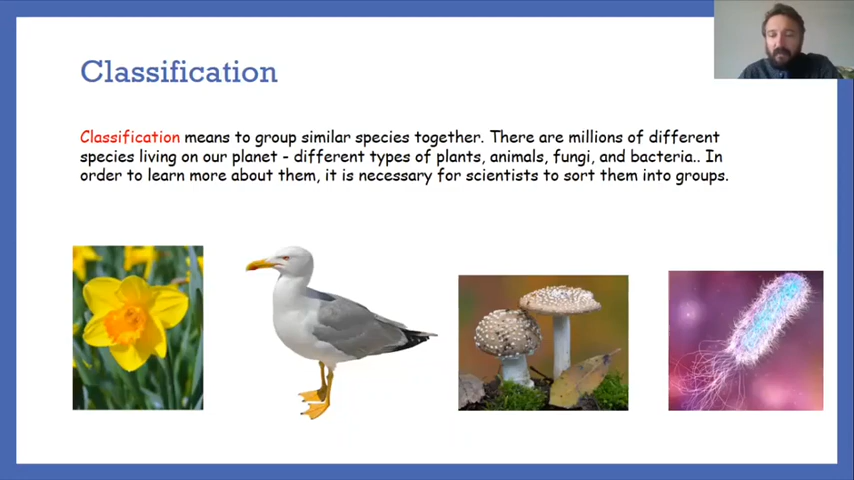 Classification
Classification means to group similar species together. There are millions of different
species living on our planet - different types of plants, animals, fungi, and bacteria.. In
order to learn more about them, it is necessary for scientists to sort them into groups.